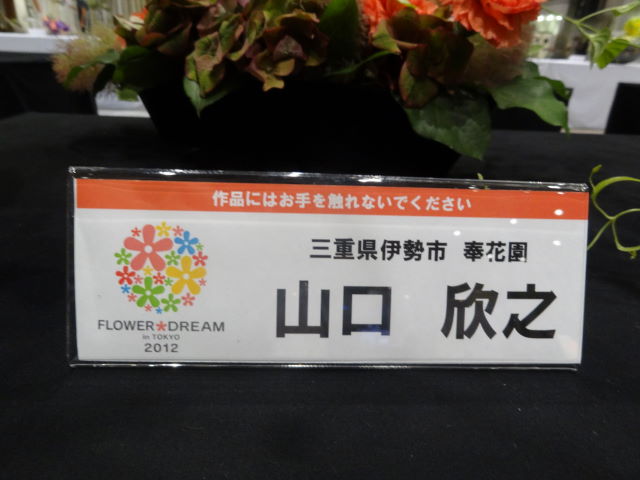 作品にはお手を触れないでください
三重県伊勢市 奉花園
山口 欣之
FLOWER★DREAM
in TOKYO
2012